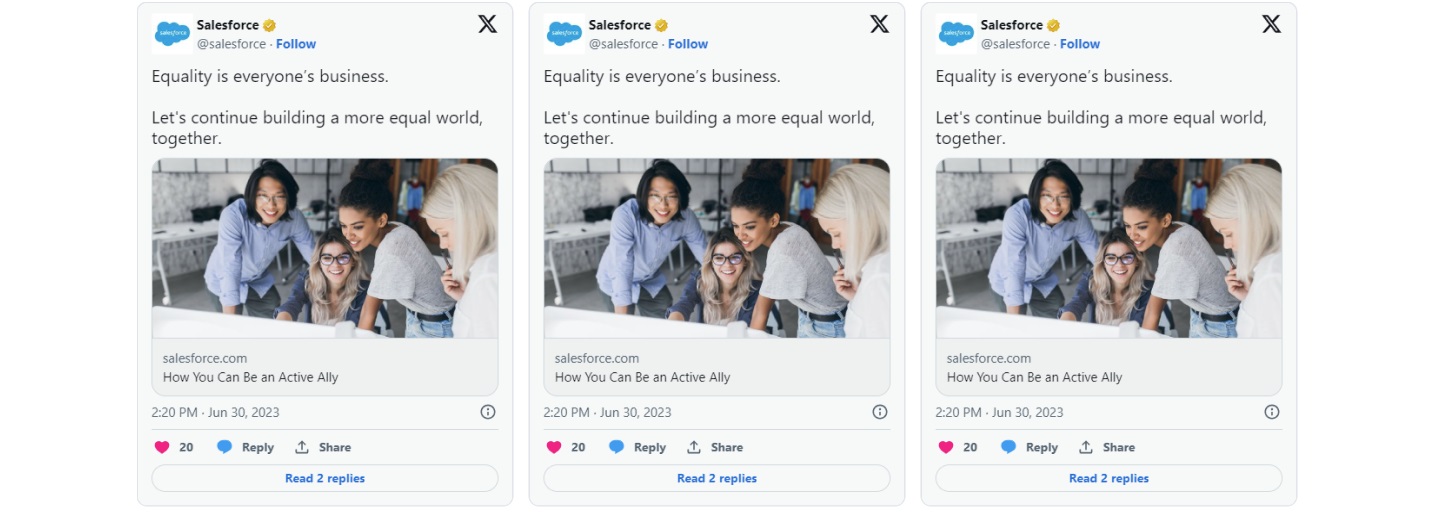 salesforce
Salesforce
@salesforce · Follow
Equality is everyone's business.
Let's continue building a more equal world,
together.
salesforce.com
How You Can Be an Active Ally
2:20 PM · Jun 30, 2023
20 Reply Share
Read 2 replies
salesforce
Salesforce
@salesforce · Follow
Equality is everyone's business.
Let's continue building a more equal world,
together.
salesforce.com
How You Can Be an Active Ally
2:20 PM · Jun 30, 2023
20 Reply Share
Read 2 replies
salesforce
Salesforce
@salesforce · Follow
Equality is everyone's business.
Let's continue building a more equal world,
together.
salesforce.com
How You Can Be an Active Ally
2:20 PM · Jun 30, 2023
20 Reply Share
Read 2 replies